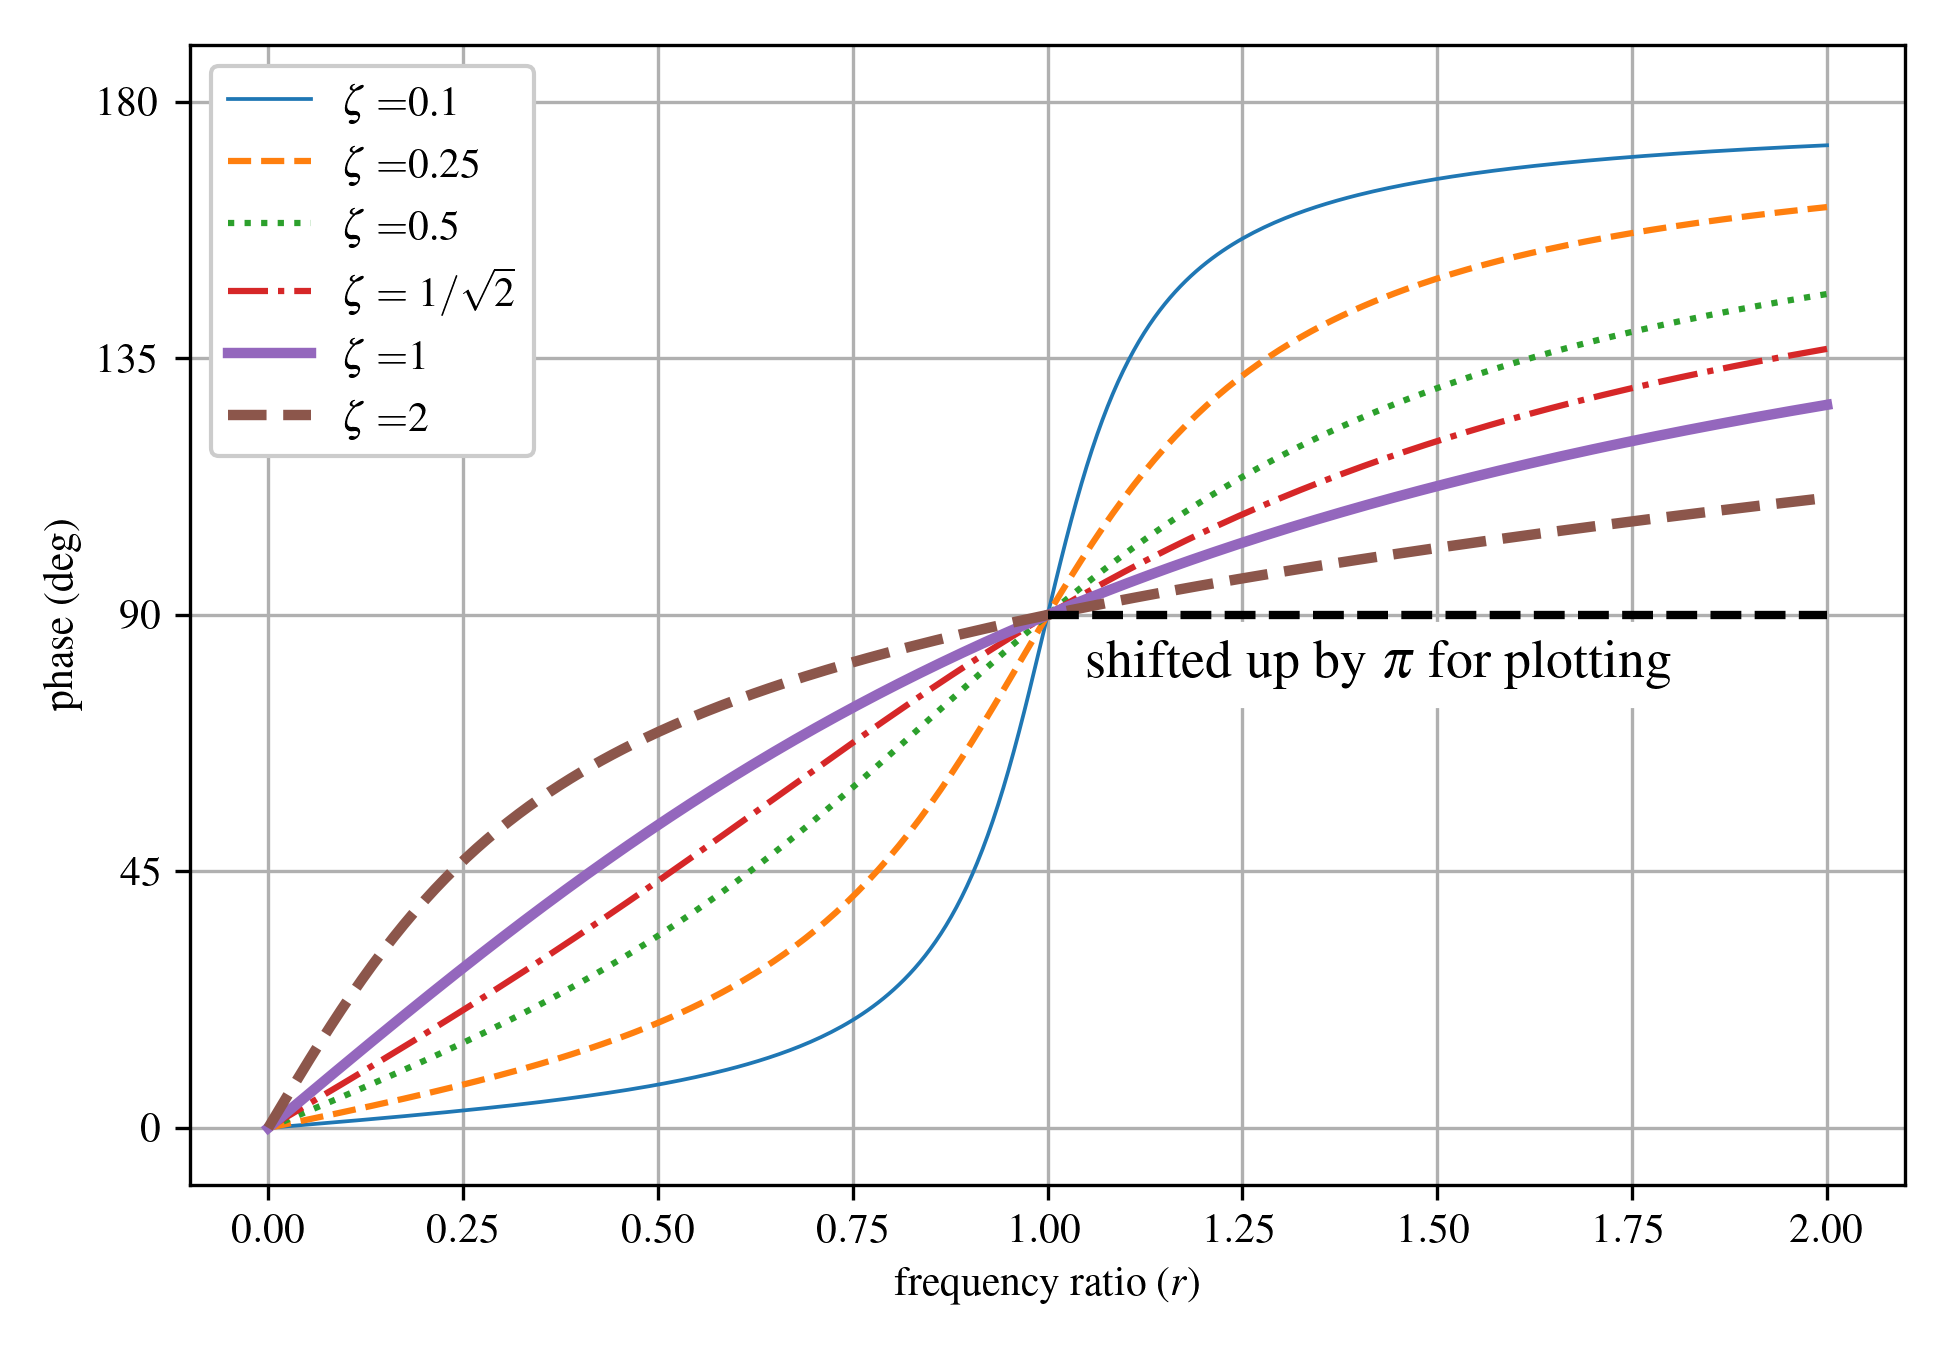 180
135
90
45
0
phase (deg)
ζ =0.1
ζ =0.25
ζ =0.5
ζ = 1/√2
ζ =1
ζ =2
shifted up by π for plotting
0.00 0.25 0.50 0.75 1.00 1.25 1.50 1.75 2.00
frequency ratio (r)